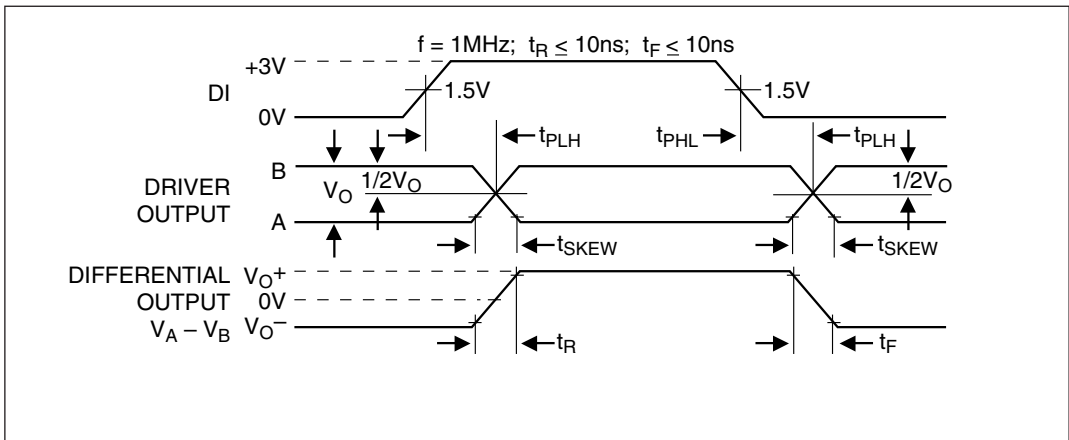 f = 1MHz; tR ≤ 10ns; tF ≤ 10ns
+3V
DI
1.5V
1.5V
0V
tPLH
tPHL
tPLH
B
DRIVER
OUTPUT
VO
1/2VO
1/2VO
A
tSKEW
tSKEW
DIFFERENTIAL
OUTPUT
VA – VB
VO+
0V
VO–
tR
tF